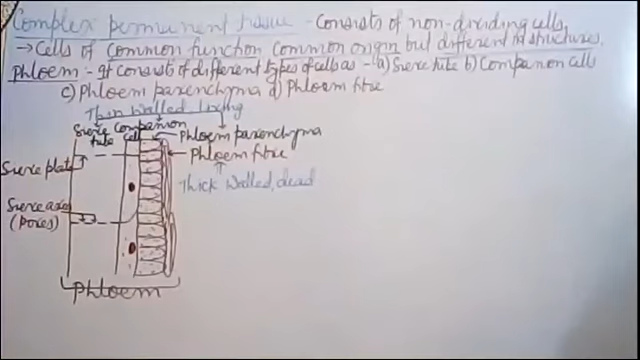 Complex permanent tissue - Consists of non-dividing cells.
→ Cells of common function common origin but different in structures.
Phloem - It consists of different types of cells as - a) Sieve tube b) Companion cells
c) Phloem parenchyma d) Phloem fibre
Thin walled living
Sieve tube
Companion cell
Phloem parenchyma
Phloem fibre
Thick walled, dead
Sieve plate
Sieve areas
(Pores)
Phloem